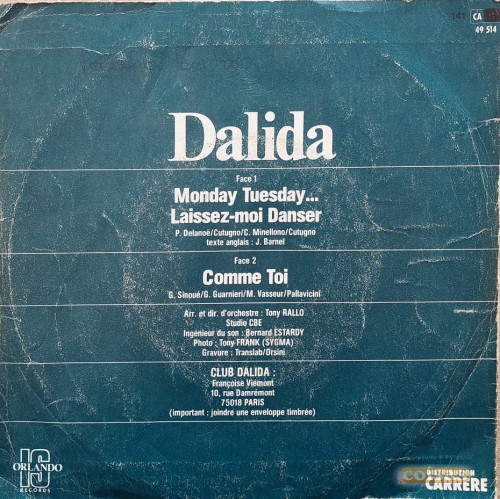 141 CA
49 514
Dalida
Face 1
Monday Tuesday...
Laissez-moi Danser
P. Delanoë/Cutugno/C. Minellono/Cutugno
texte anglais : J. Barnel
Face 2
Comme Toi
G. Sinoué/G. Guarnieri/M. Vasseur/Pallavicini
Arr. et dir. d'orchestre : Tony RALLO
Studio CBE
Ingénieur du son : Bernard ESTARDY
Photo : Tony FRANK (SYGMA)
Gravure : Translab/Orsini
CLUB DALIDA :
Françoise Viémont
10, rue Damrémont
75018 PARIS
(important : joindre une enveloppe timbrée)
IS
ORLANDO
RECORDS
DISTRIBUTION
CARRERE